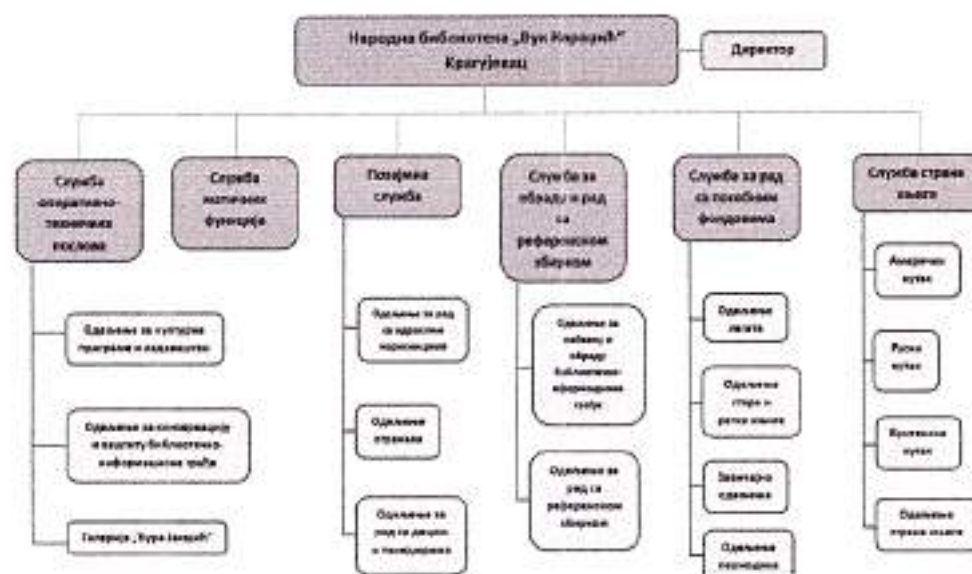 Народна библиотека „Вук Караџић“
Крагујевац
Директор
Служба
оперативно-
техничких
послова
Служба
матичних
функција
Позајмна
служба
Служба за
обраду и рад
са
референсном
збирком
Служба за рад
са посебним
фондовима
Служба стране
књиге
Одељење за културне
програме и издаваштво
Одељење за конзервацију
и заштиту библиотечко-
информационе грађе
Галерија „Ђура Јакшић“
Одељење за рад
са одраслим
корисницима
Одељење
огранака
Одељење за
рад са децом
и тинејџерима
Одељење за
набавку и
обраду
библиотечко-
информационе
грађе
Одељење за
рад са
референсном
збирком
Одељење
легата
Одељење
старе и
ретке књиге
Завичајно
одељење
Одељење
периодике
Амерички
кутак
Руски
кутак
кутак
Одељење
стране књиге